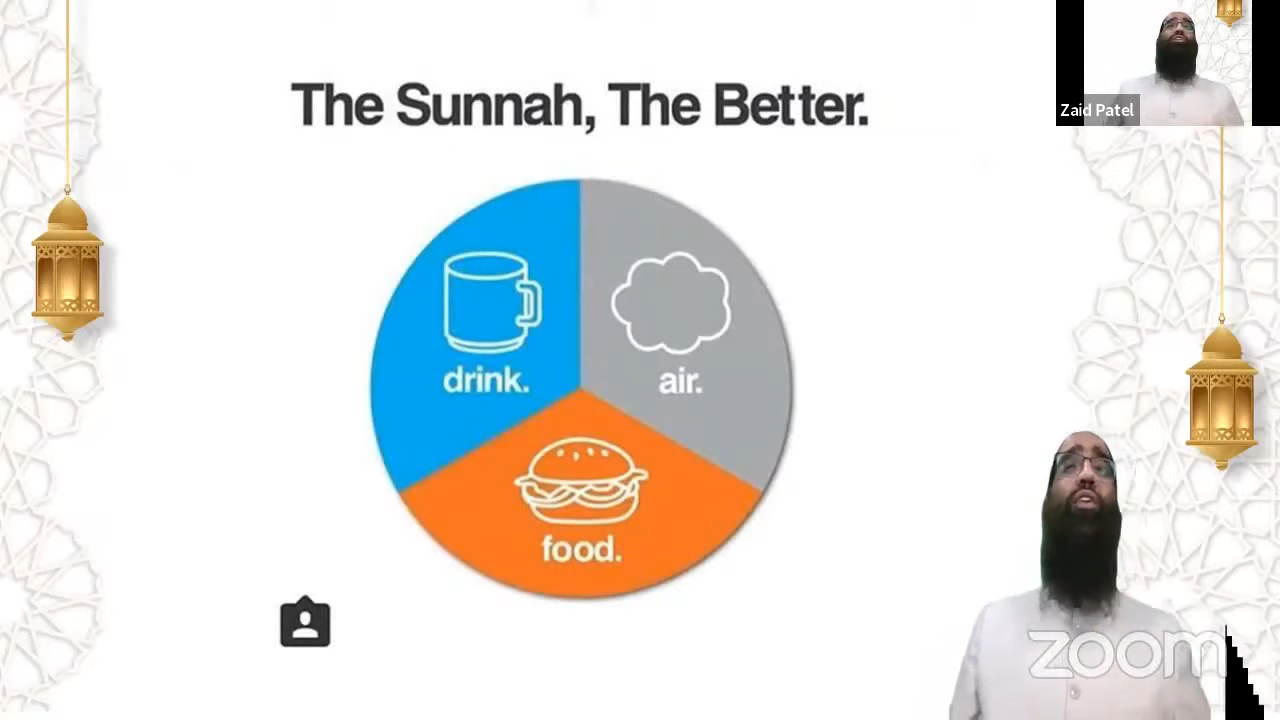 The Sunnah, The Better.
Zaid Patel
drink.
air.
food.
zoom